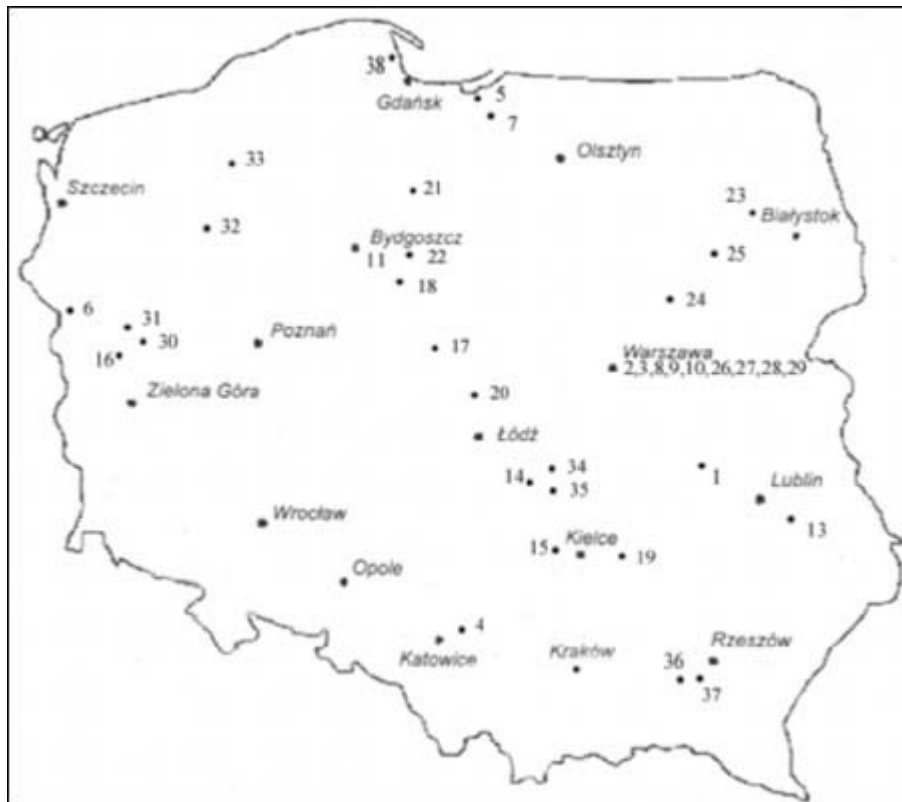 38
Gdańsk
5
7
Olsztyn
33
Szczecin
21
23
Białystok
32
Bydgoszcz
11
22
25
18
24
6
31
30
Poznań
17
16
Warszawa
2,3,8,9,10,26,27,28,29
Zielona Góra
20
Łódź
34
14
35
1
Lublin
13
Wrocław
15
Kielce
19
Opole
4
Katowice
Kraków
36
Rzeszów
37